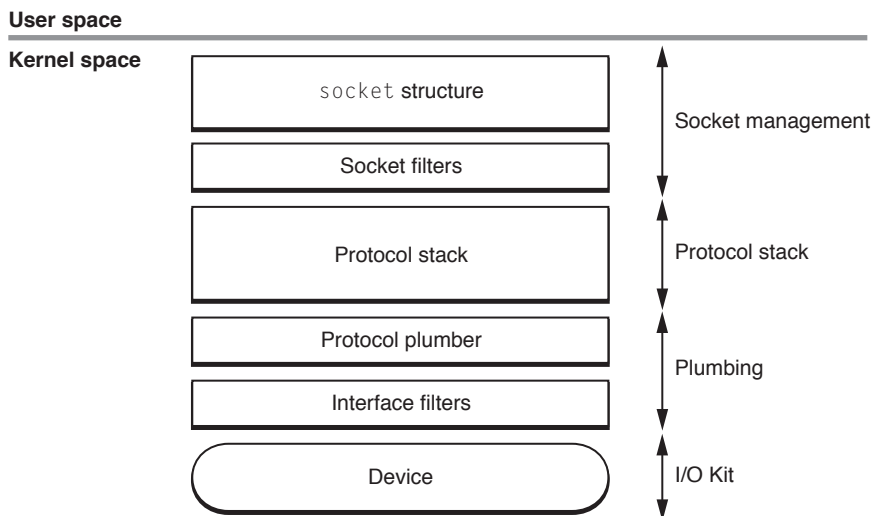 User space
Kernel space
socket structure
Socket management
Socket filters
Protocol stack
Protocol stack
Protocol plumber
Plumbing
Interface filters
Device
I/O Kit